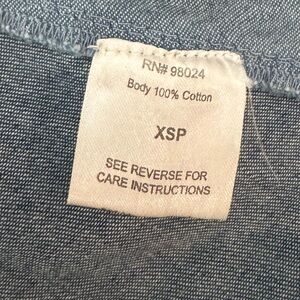 RN# 98024
Body 100% Cotton
XSP
SEE REVERSE FOR
CARE INSTRUCTIONS